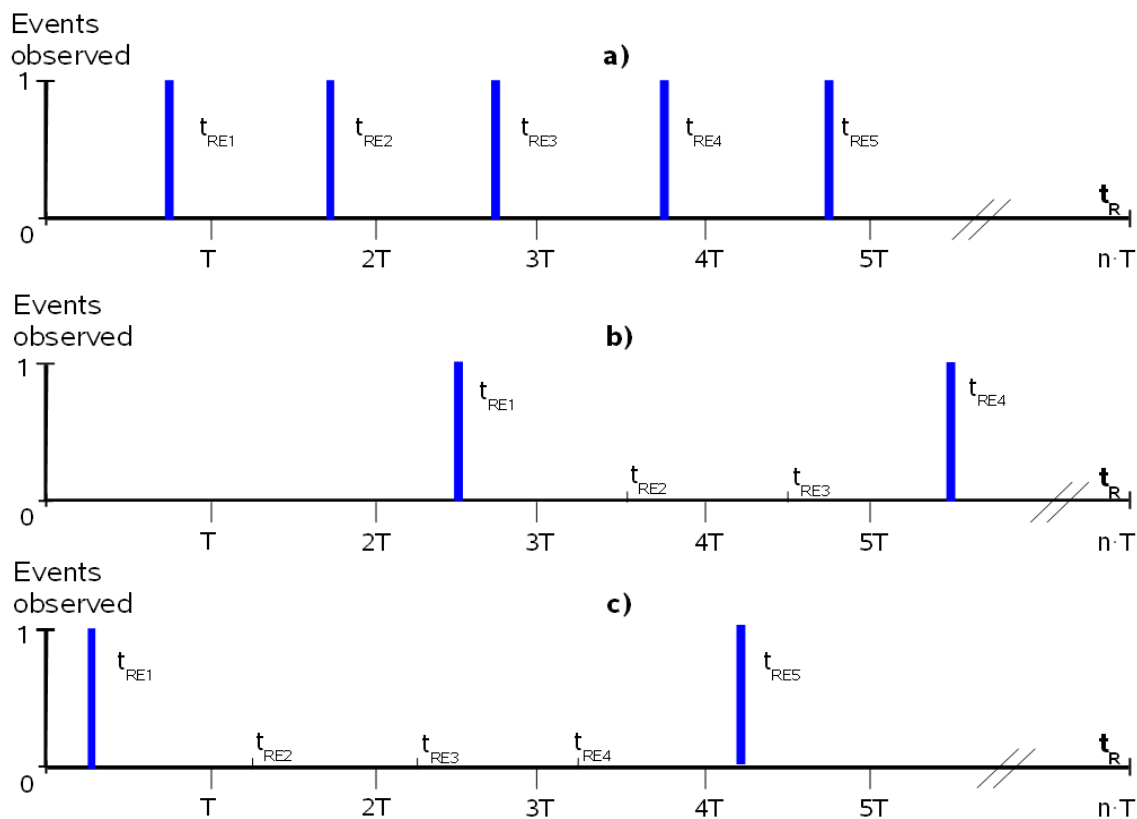 Events
observed
a)
1
t_RE1 t_RE2 t_RE3 t_RE4 t_RE5
t_R
0
T 2T 3T 4T 5T n·T
Events
observed
b)
1
t_RE1 t_RE4
t_RE2 t_RE3 t_R
0
T 2T 3T 4T 5T n·T
Events
observed
c)
1
t_RE1 t_RE5
t_RE2 t_RE3 t_RE4 t_R
0
T 2T 3T 4T 5T n·T